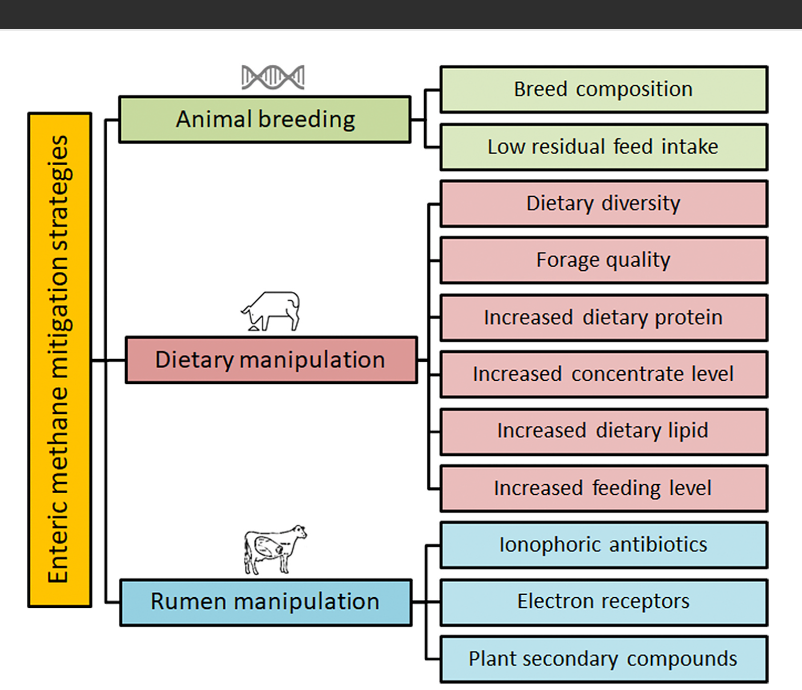 Enteric methane mitigation strategies
Animal breeding
Breed composition
Low residual feed intake
Dietary manipulation
Dietary diversity
Forage quality
Increased dietary protein
Increased concentrate level
Increased dietary lipid
Increased feeding level
Rumen manipulation
Ionophoric antibiotics
Electron receptors
Plant secondary compounds